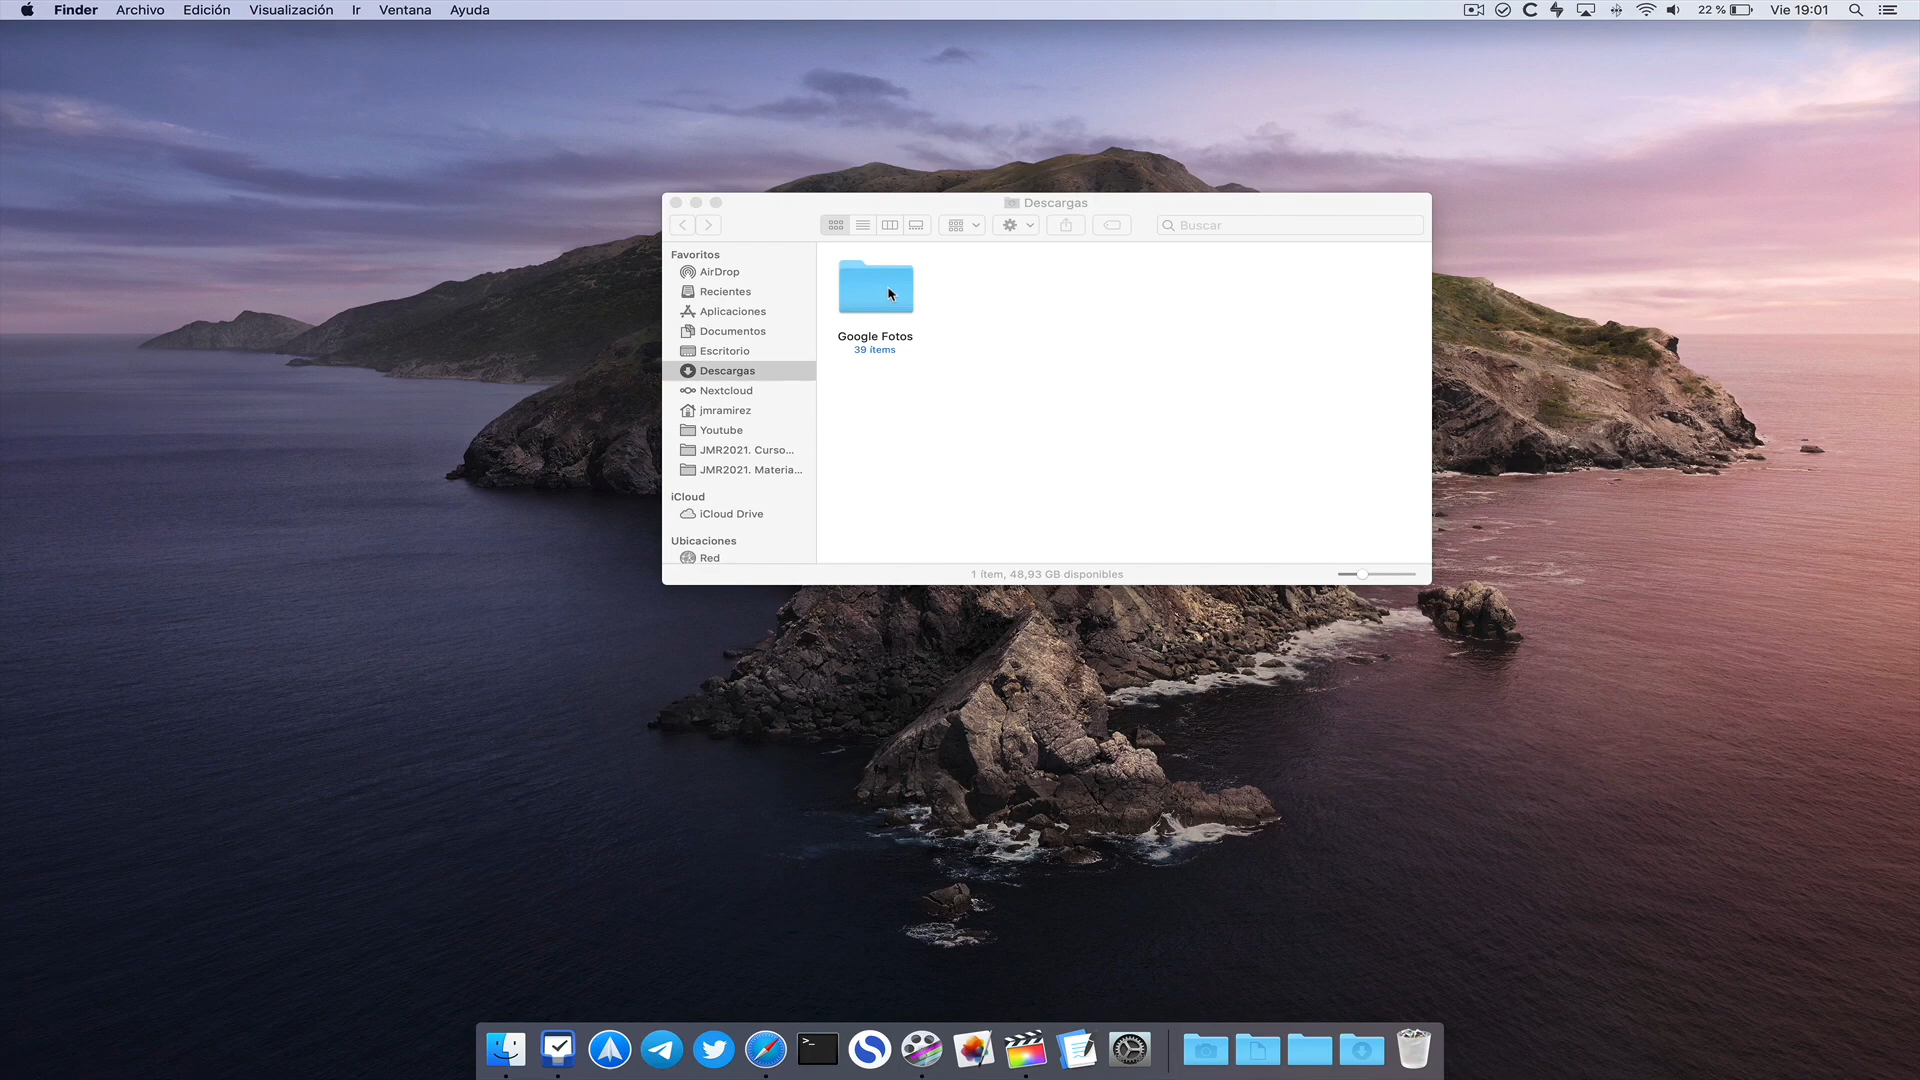 Finder Archivo Edición Visualización Ir Ventana Ayuda 22 % Vie 19:01
Descargas
Buscar
Favoritos
AirDrop
Recientes
Aplicaciones
Documentos
Escritorio
Descargas
Nextcloud
jmramirez
Youtube
JMR2021. Curso...
JMR2021. Materia...
iCloud
iCloud Drive
Ubicaciones
Red
Google Fotos
39 ítems
1 ítem, 48,93 GB disponibles